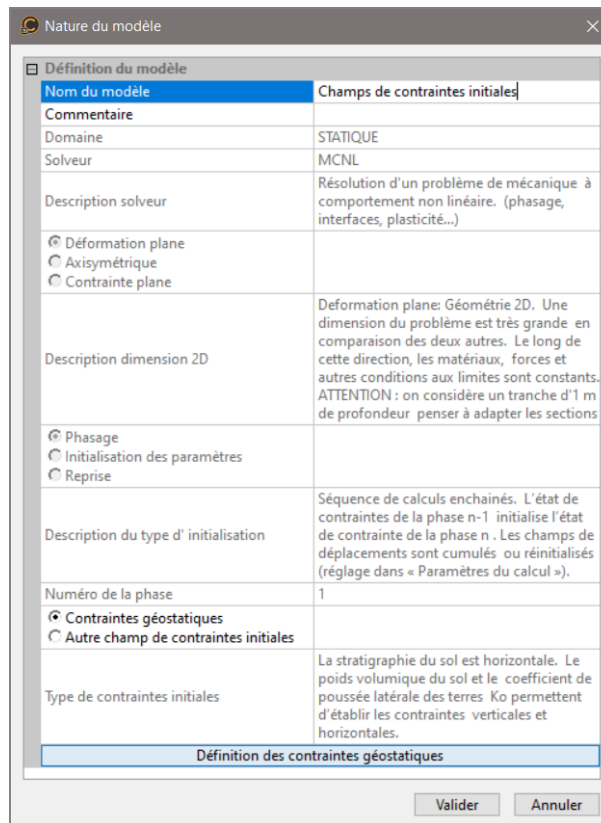 Nature du modèle
Définition du modèle
Nom du modèle
Champs de contraintes initiales
Commentaire
Domaine
STATIQUE
Solveur
MCNL
Description solveur
Résolution d'un problème de mécanique à
comportement non linéaire. (phasage,
interfaces, plasticité...)
Déformation plane
Axisymétrique
Contrainte plane
Description dimension 2D
Deformation plane: Géométrie 2D. Une
dimension du problème est très grande en
comparaison des deux autres. Le long de
cette direction, les matériaux, forces et
autres conditions aux limites sont constants.
ATTENTION : on considère un tranche d'1 m
de profondeur penser à adapter les sections
Phasage
Initialisation des paramètres
Reprise
Description du type d' initialisation
Séquence de calculs enchainés. L'état de
contraintes de la phase n-1 initialise l'état
de contrainte de la phase n . Les champs de
déplacements sont cumulés ou réinitialisés
(réglage dans « Paramètres du calcul »).
Numéro de la phase
1
Contraintes géostatiques
Autre champ de contraintes initiales
Type de contraintes initiales
La stratigraphie du sol est horizontale. Le
poids volumique du sol et le coefficient de
poussée latérale des terres Ko permettent
d'établir les contraintes verticales et
horizontales.
Définition des contraintes géostatiques
Valider
Annuler